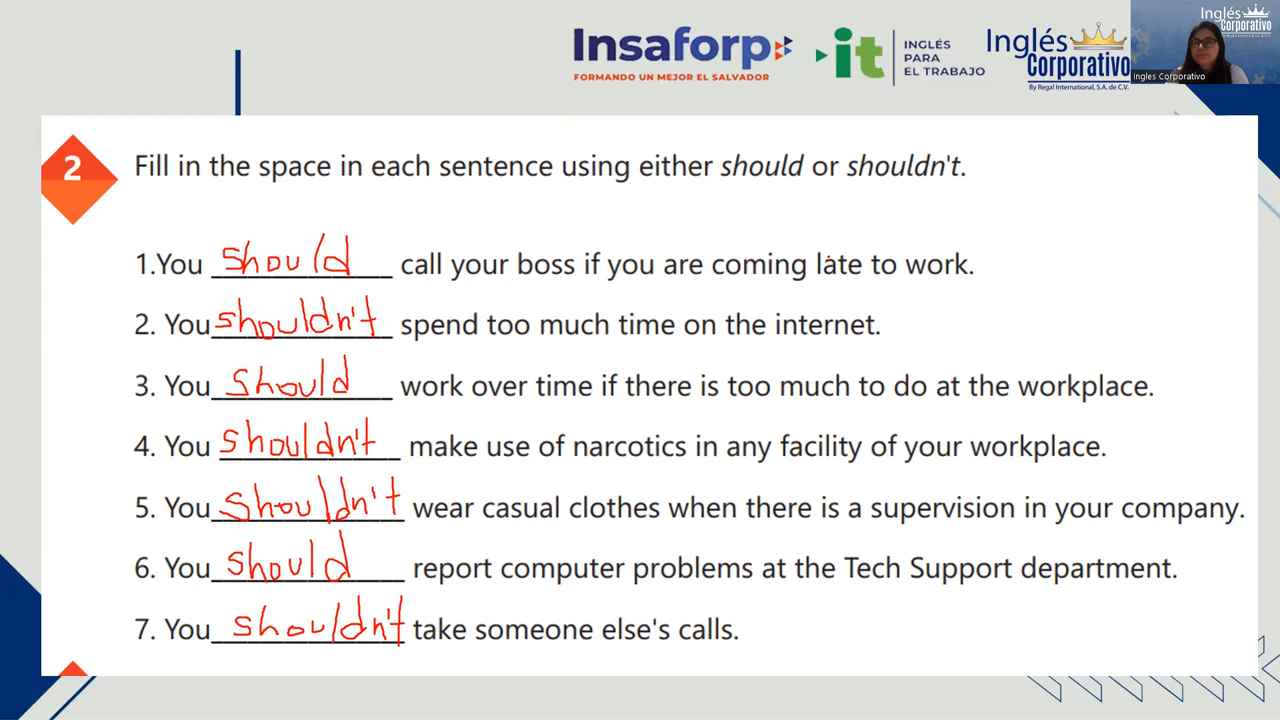 Insaforp
FORMANDO UN MEJOR EL SALVADOR
it
INGLÉS
PARA
EL TRABAJO
Inglés
Corporativo
By Regal International, S.A. de C.V.
Inglés
Corporativo
Ingles Corporativo
2
Fill in the space in each sentence using either should or shouldn't.
1.You should call your boss if you are coming late to work.
2. You shouldn't spend too much time on the internet.
3. You should work over time if there is too much to do at the workplace.
4. You shouldn't make use of narcotics in any facility of your workplace.
5. You shouldn't wear casual clothes when there is a supervision in your company.
6. You should report computer problems at the Tech Support department.
7. You shouldn't take someone else's calls.